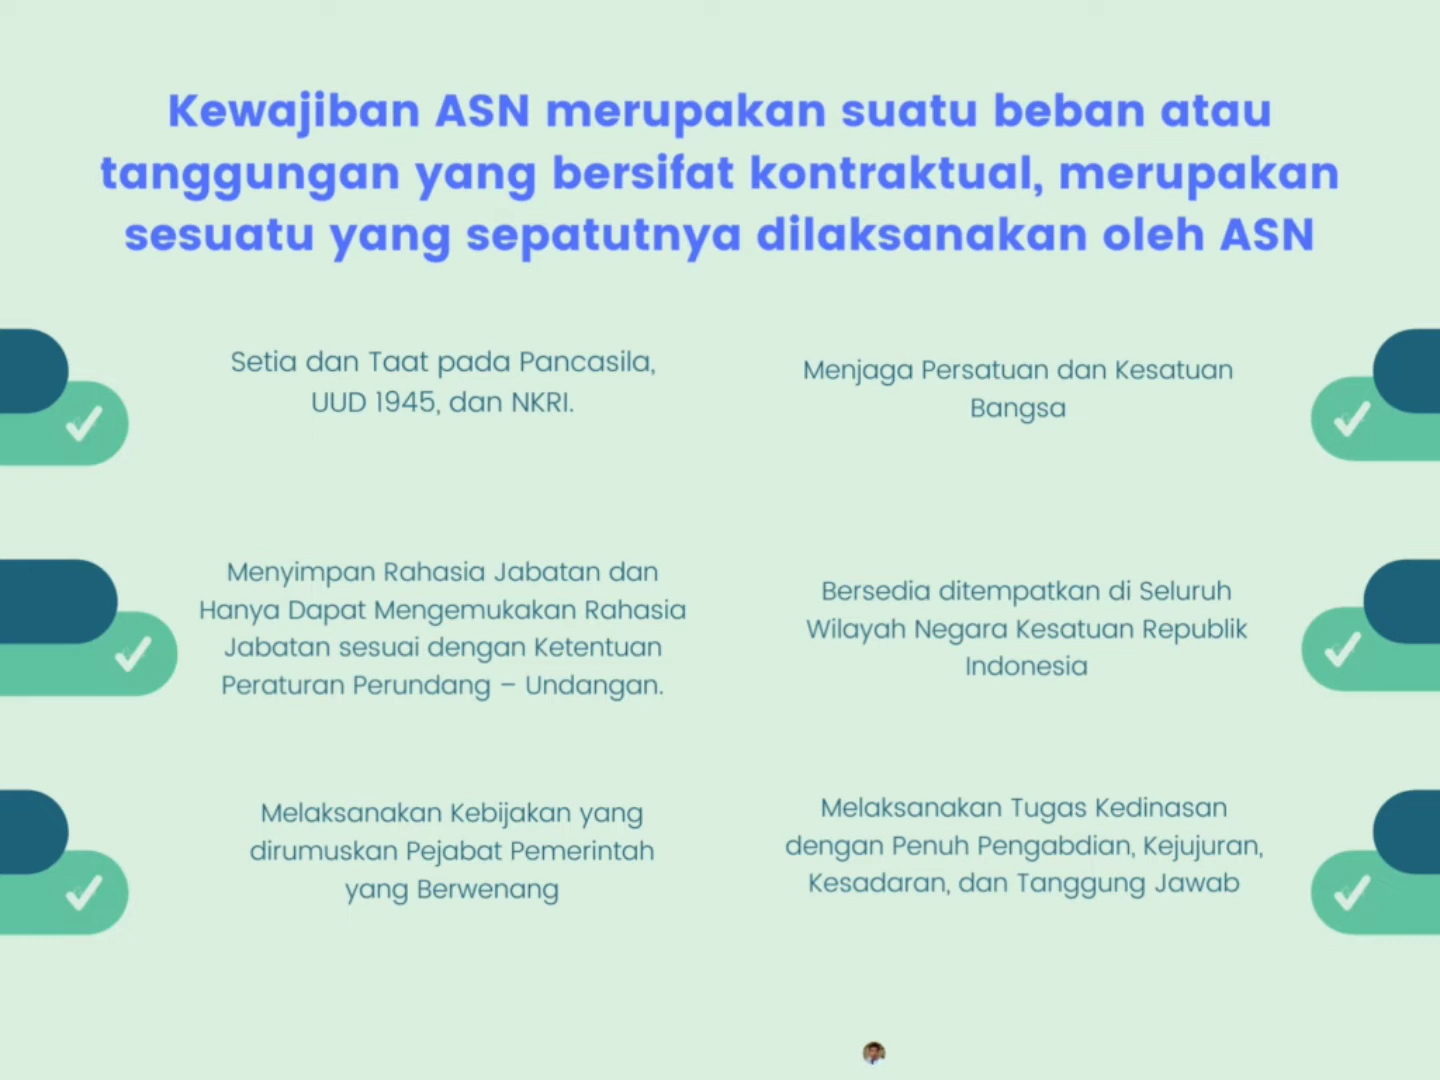 Kewajiban ASN merupakan suatu beban atau
tanggungan yang bersifat kontraktual, merupakan
sesuatu yang sepatutnya dilaksanakan oleh ASN
Setia dan Taat pada Pancasila,
UUD 1945, dan NKRI.
Menjaga Persatuan dan Kesatuan
Bangsa
Menyimpan Rahasia Jabatan dan
Hanya Dapat Mengemukakan Rahasia
Jabatan sesuai dengan Ketentuan
Peraturan Perundang – Undangan.
Bersedia ditempatkan di Seluruh
Wilayah Negara Kesatuan Republik
Indonesia
Melaksanakan Kebijakan yang
dirumuskan Pejabat Pemerintah
yang Berwenang
Melaksanakan Tugas Kedinasan
dengan Penuh Pengabdian, Kejujuran,
Kesadaran, dan Tanggung Jawab